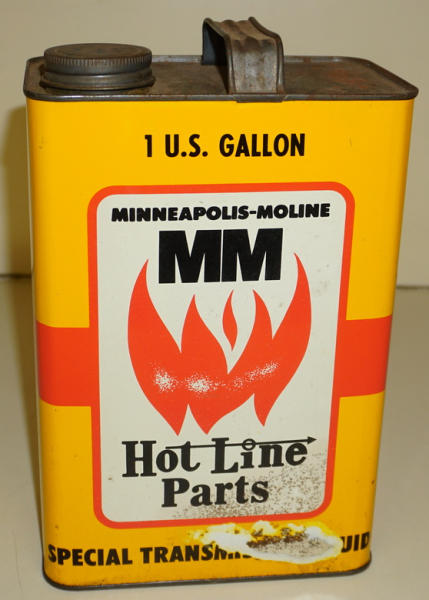 1 U.S. GALLON
MINNEAPOLIS-MOLINE
MM
Hot Line
Parts
SPECIAL